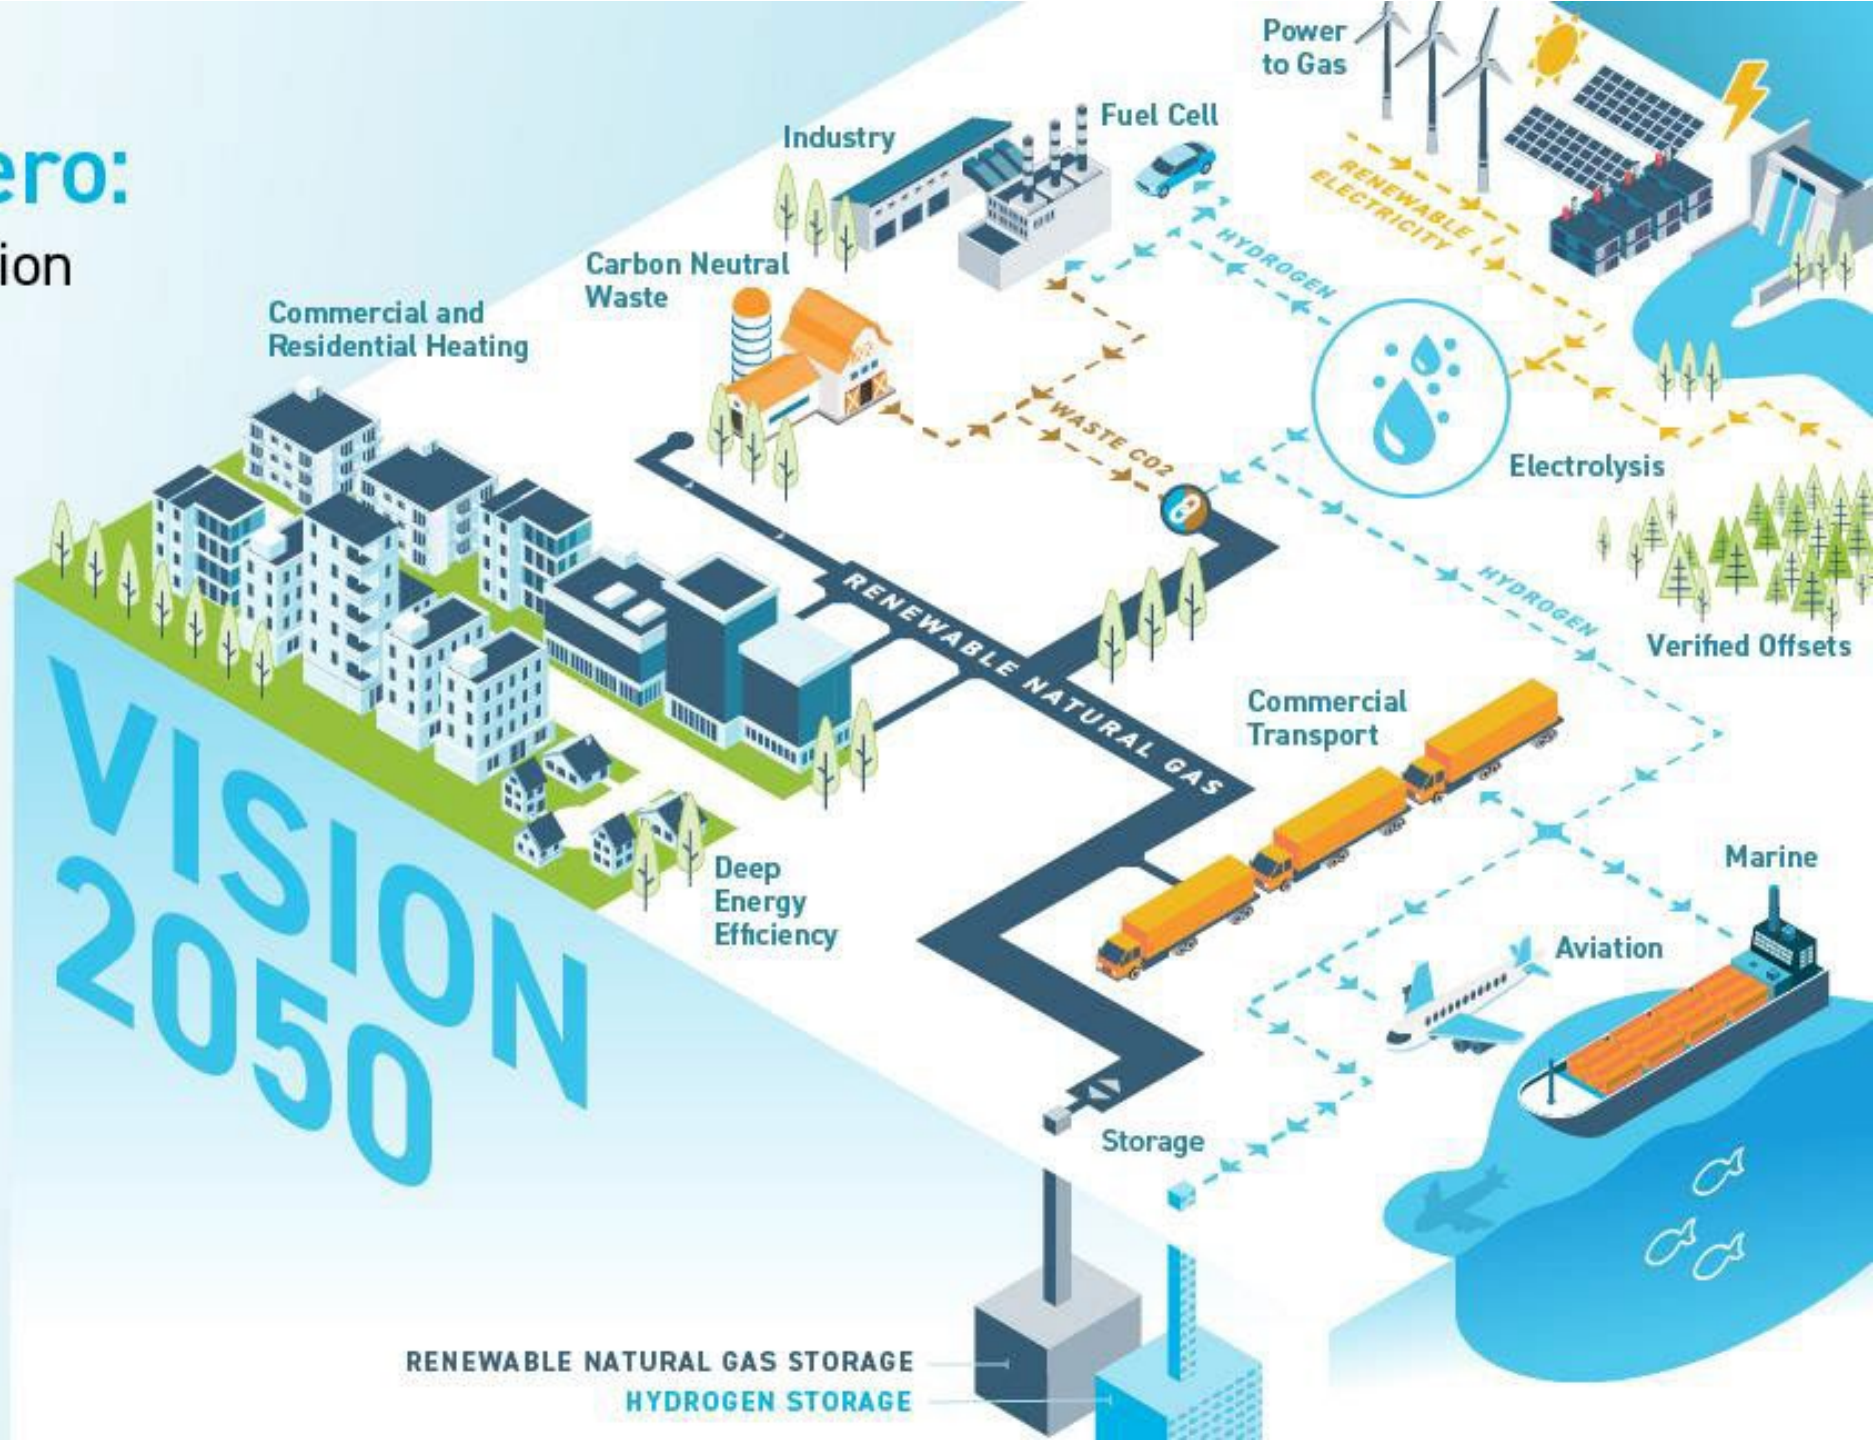 ero:
ion
Power
to Gas
Fuel Cell
Industry
RENEWABLE
ELECTRICITY
HYDROGEN
Carbon Neutral
Waste
Commercial and
Residential Heating
WASTE CO2
Electrolysis
HYDROGEN
Verified Offsets
RENEWABLE NATURAL GAS
Commercial
Transport
VISION
2050
Deep
Energy
Efficiency
Marine
Aviation
Storage
RENEWABLE NATURAL GAS STORAGE
HYDROGEN STORAGE